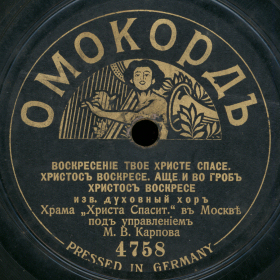 ОМОКОРДЪ
ВОСКРЕСЕНІЕ ТВОЕ ХРИСТЕ СПАСЕ.
ХРИСТОСЪ ВОСКРЕСЕ. АЩЕ И ВО ГРОБЪ
ХРИСТОСЪ ВОСКРЕСЕ
изв. духовный хоръ
Храма „Христа Спасит.“ въ Москвѣ
подъ управленіемъ
М. В. Карпова
4758
PRESSED IN GERMANY